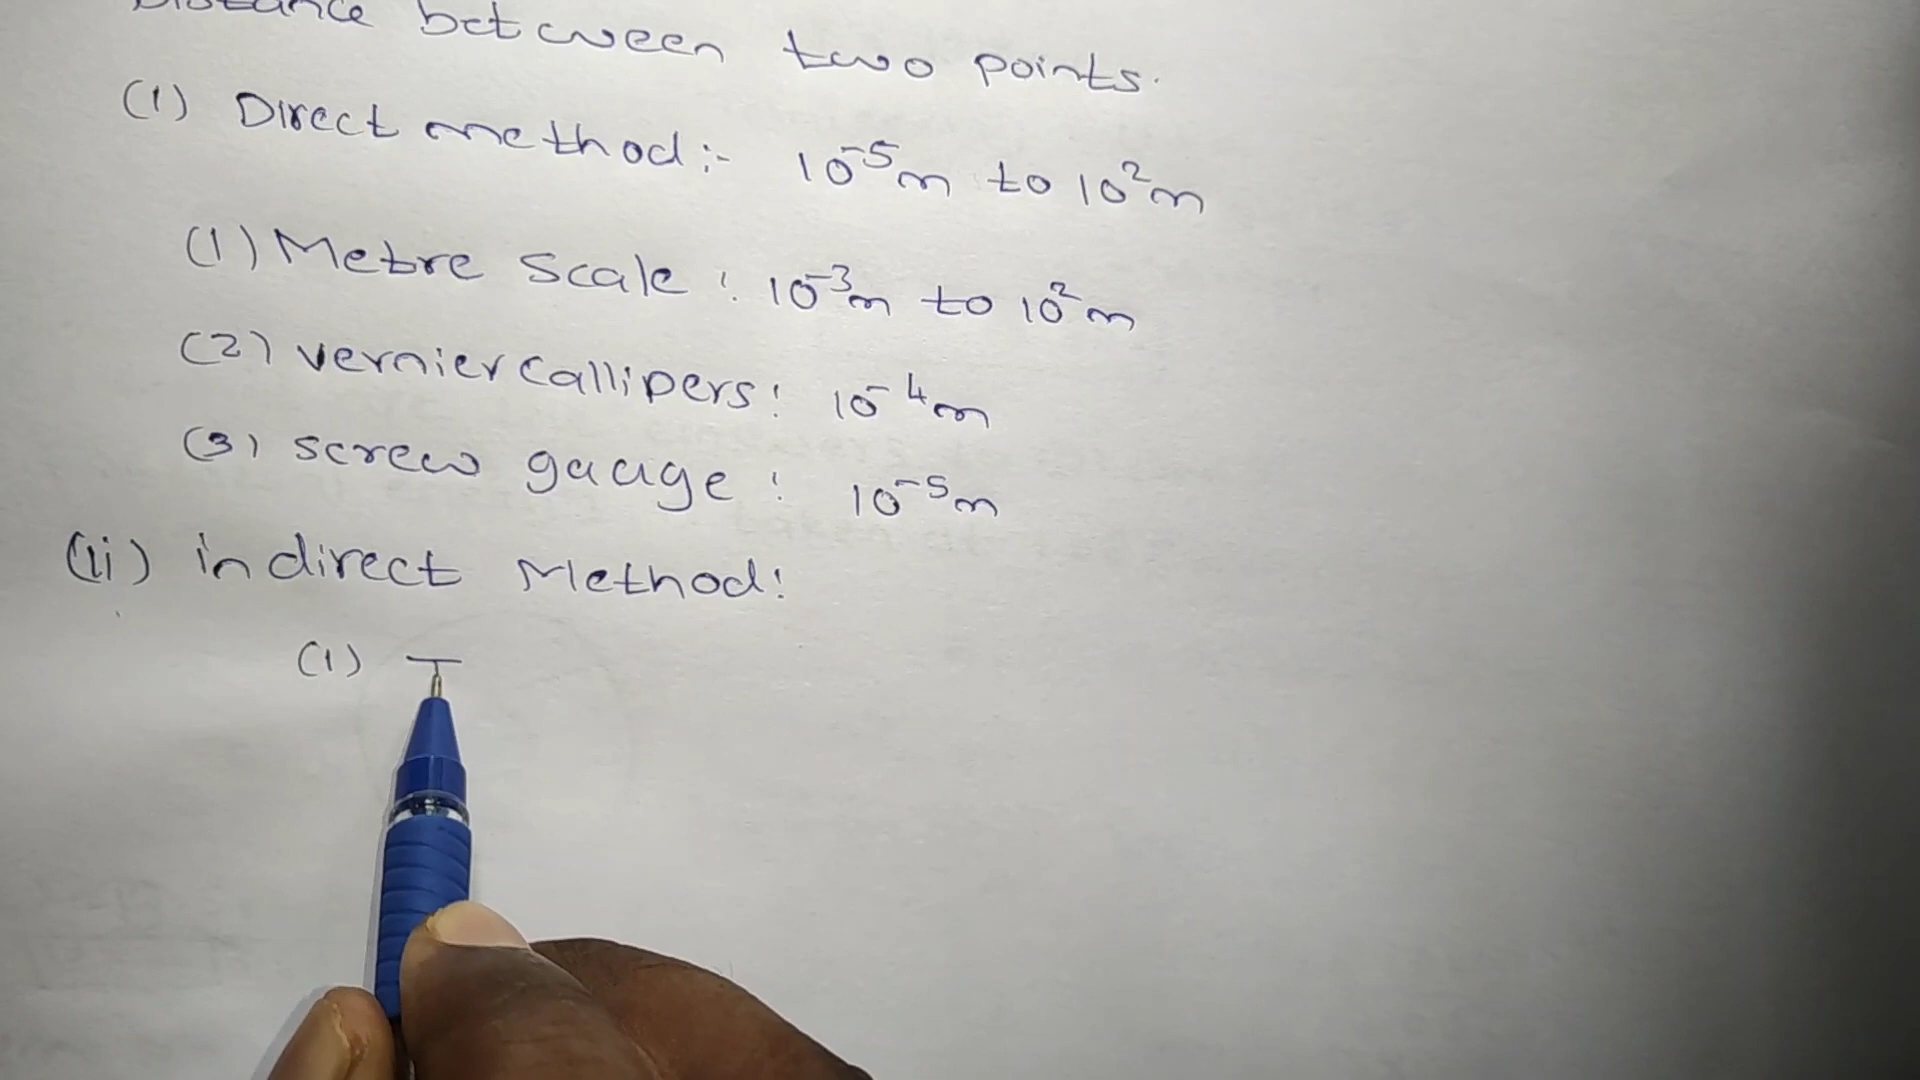 Distance between two points.
(1) Direct method :- 10⁻⁵m to 10²m
(1) Metre Scale : 10⁻³m to 10²m
(2) vernier callipers : 10⁻⁴m
(3) screw gauge : 10⁻⁵m
(ii) indirect Method :
(1) T